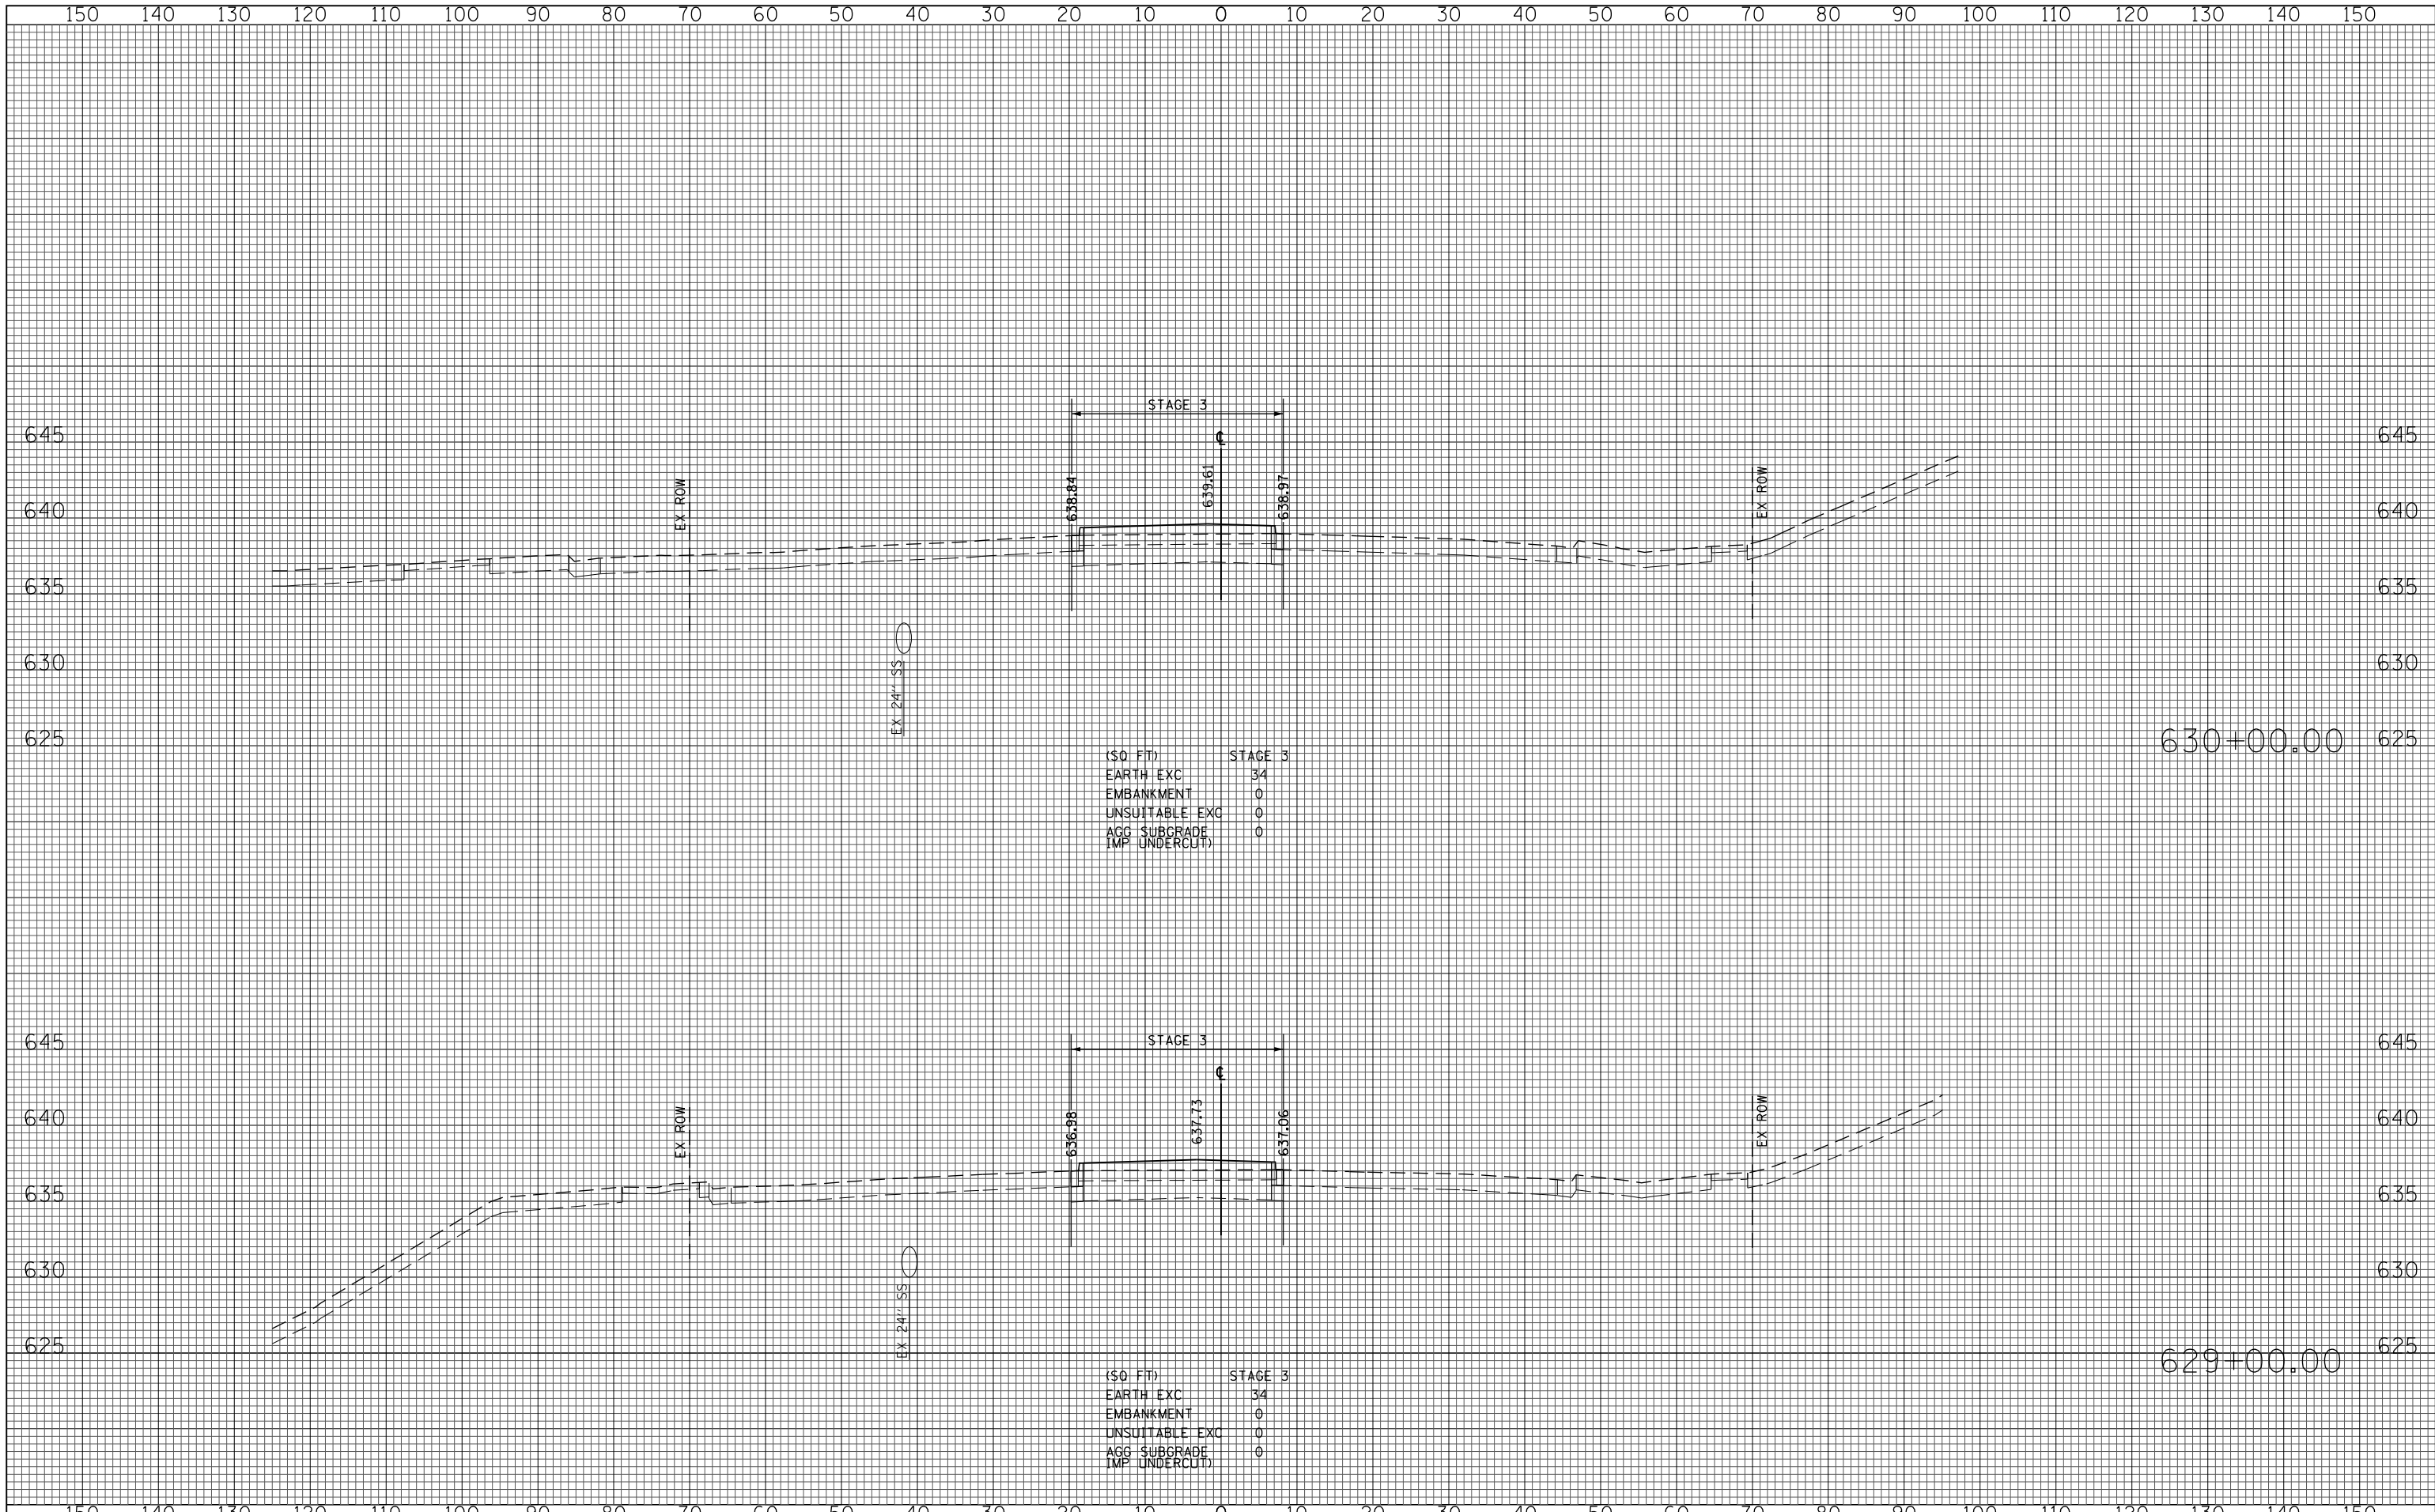 150 140 130 120 110 100 90 80 70 60 50 40 30 20 10 0 10 20 30 40 50 60 70 80 90 100 110 120 130 140 150
STAGE 3
645 ℄ 645
EX ROW 638.84 639.61 638.97 EX ROW
640 640
635 635
630 630
EX 24'' SS
625 630+00.00 625
(SQ FT) STAGE 3
EARTH EXC 34
EMBANKMENT 0
UNSUITABLE EXC 0
AGG SUBGRADE 0
IMP UNDERCUT)
645 STAGE 3 645
℄
EX ROW 636.98 637.73 637.06 EX ROW
640 640
635 635
630 630
EX 24'' SS
625 629+00.00 625
(SQ FT) STAGE 3
EARTH EXC 34
EMBANKMENT 0
UNSUITABLE EXC 0
AGG SUBGRADE 0
IMP UNDERCUT)
150 140 130 120 110 100 90 80 70 60 50 40 30 20 10 0 10 20 30 40 50 60 70 80 90 100 110 120 130 140 150